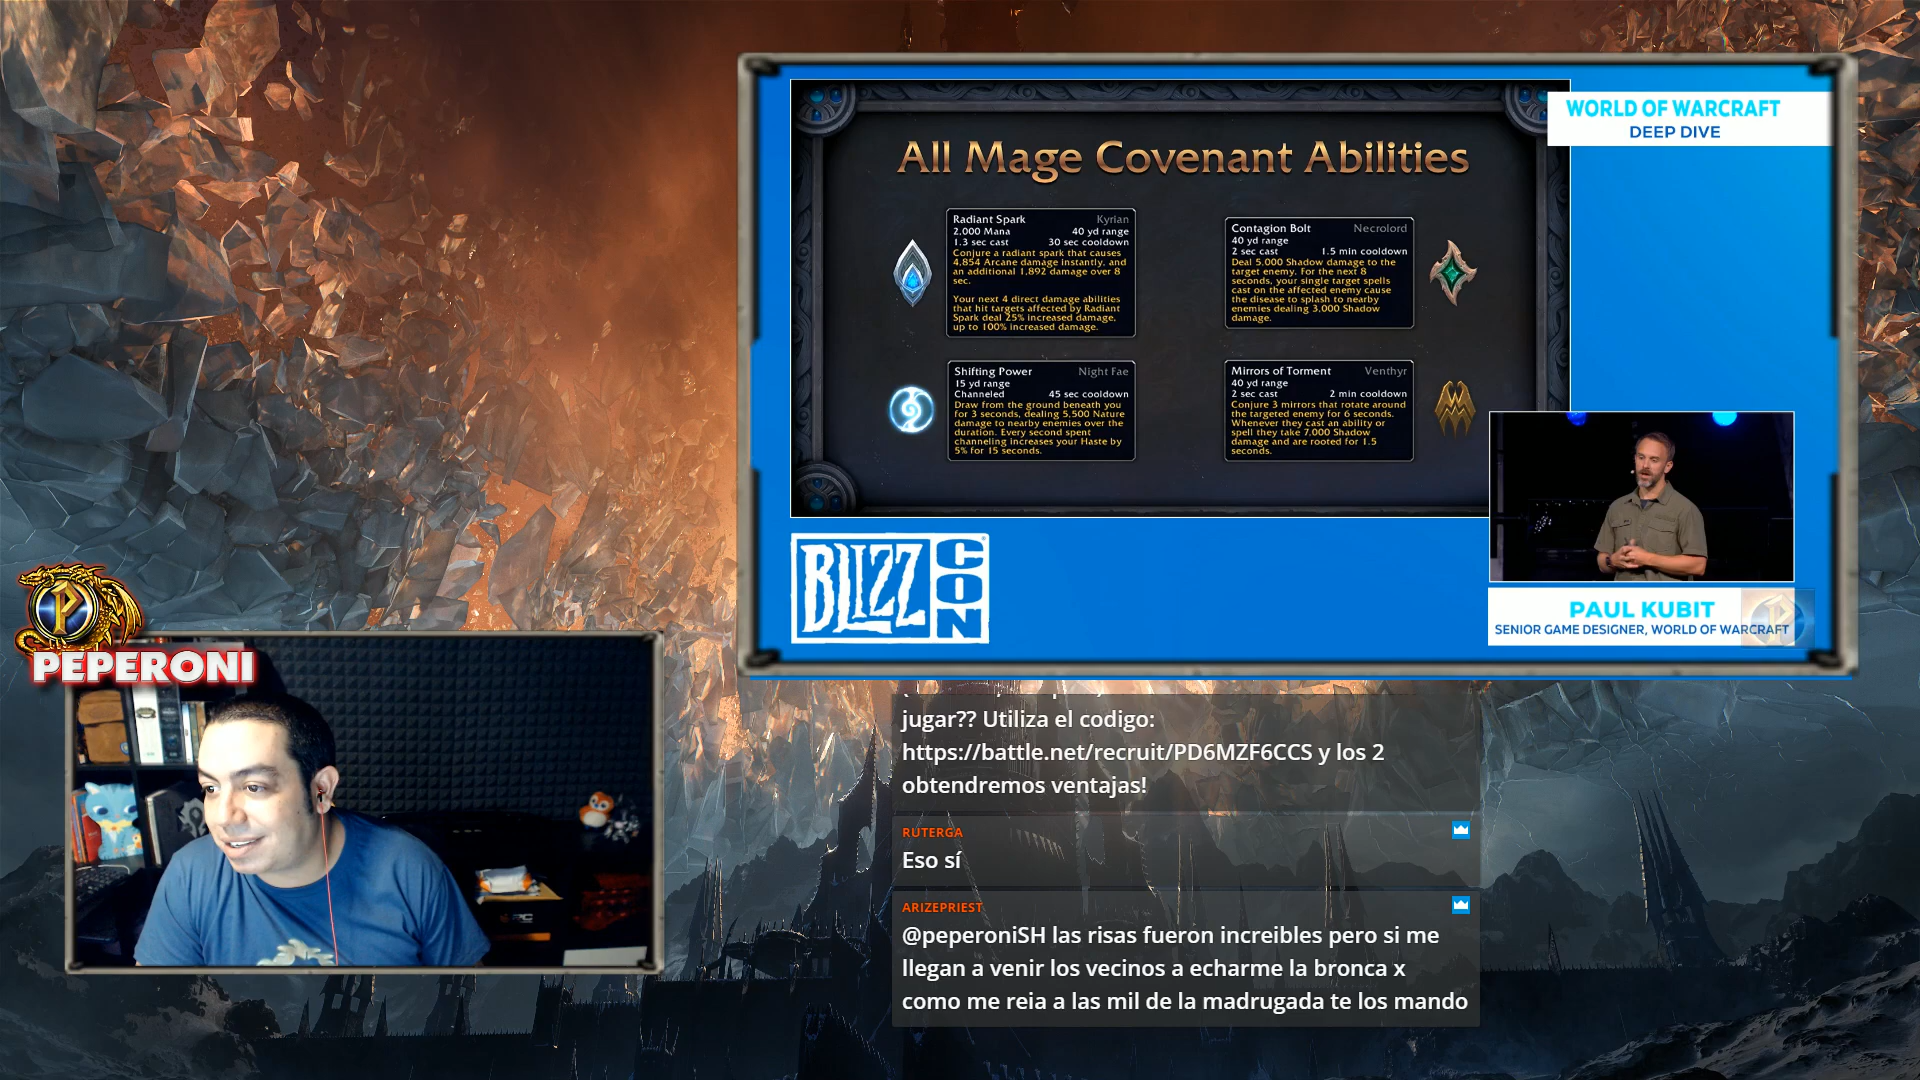 WORLD OF WARCRAFT
DEEP DIVE
All Mage Covenant Abilities
Radiant Spark Kyrian
2,000 Mana 40 yd range
1.3 sec cast 30 sec cooldown
Conjure a radiant spark that causes
4,854 Arcane damage instantly, and
an additional 1,892 damage over 8
sec.
Your next 4 direct damage abilities
that hit targets affected by Radiant
Spark deal 25% increased damage,
up to 100% increased damage.
Contagion Bolt Necrolord
40 yd range
2 sec cast 1.5 min cooldown
Deal 5,000 Shadow damage to the
target enemy. For the next 8
seconds, your single target spells
cast on the affected enemy cause
the disease to splash to nearby
enemies dealing 3,000 Shadow
damage.
Shifting Power Night Fae
15 yd range
Channeled 45 sec cooldown
Draw from the ground beneath you
for 3 seconds, dealing 5,500 Nature
damage to nearby enemies over the
duration. Every second spent
channeling increases your Haste by
5% for 15 seconds.
Mirrors of Torment Venthyr
40 yd range
2 sec cast 2 min cooldown
Conjure 3 mirrors that rotate around
the targeted enemy for 6 seconds.
Whenever they cast an ability or
spell they take 7,000 Shadow
damage and are rooted for 1.5
seconds.
BLIZZCON
PAUL KUBIT
SENIOR GAME DESIGNER, WORLD OF WARCRAFT
P
PEPERONI
jugar?? Utiliza el codigo:
https://battle.net/recruit/PD6MZF6CCS y los 2
obtendremos ventajas!
RUTERGA
Eso sí
ARIZEPRIEST
@peperoniSH las risas fueron increibles pero si me
llegan a venir los vecinos a echarme la bronca x
como me reia a las mil de la madrugada te los mando